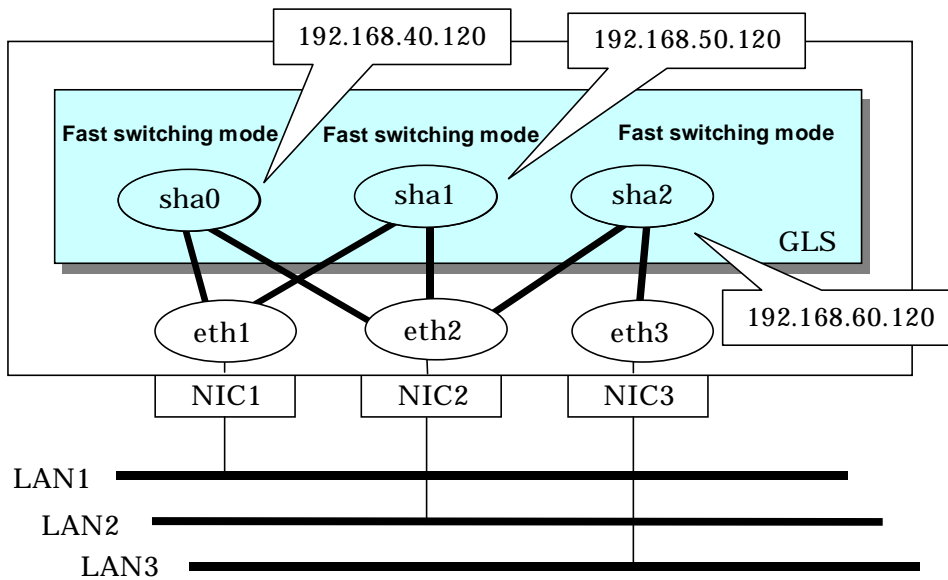 192.168.40.120
192.168.50.120
Fast switching mode
Fast switching mode
Fast switching mode
sha0
sha1
sha2
GLS
192.168.60.120
eth1
eth2
eth3
NIC1
NIC2
NIC3
LAN1
LAN2
LAN3